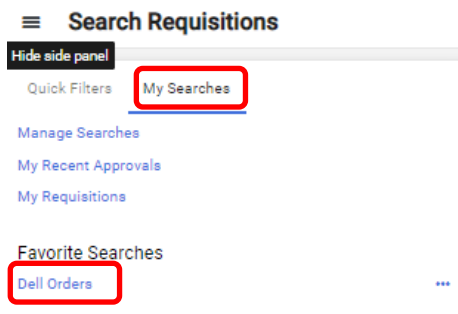 Search Requisitions
Hide side panel
Quick Filters My Searches
Manage Searches
My Recent Approvals
My Requisitions
Favorite Searches
Dell Orders